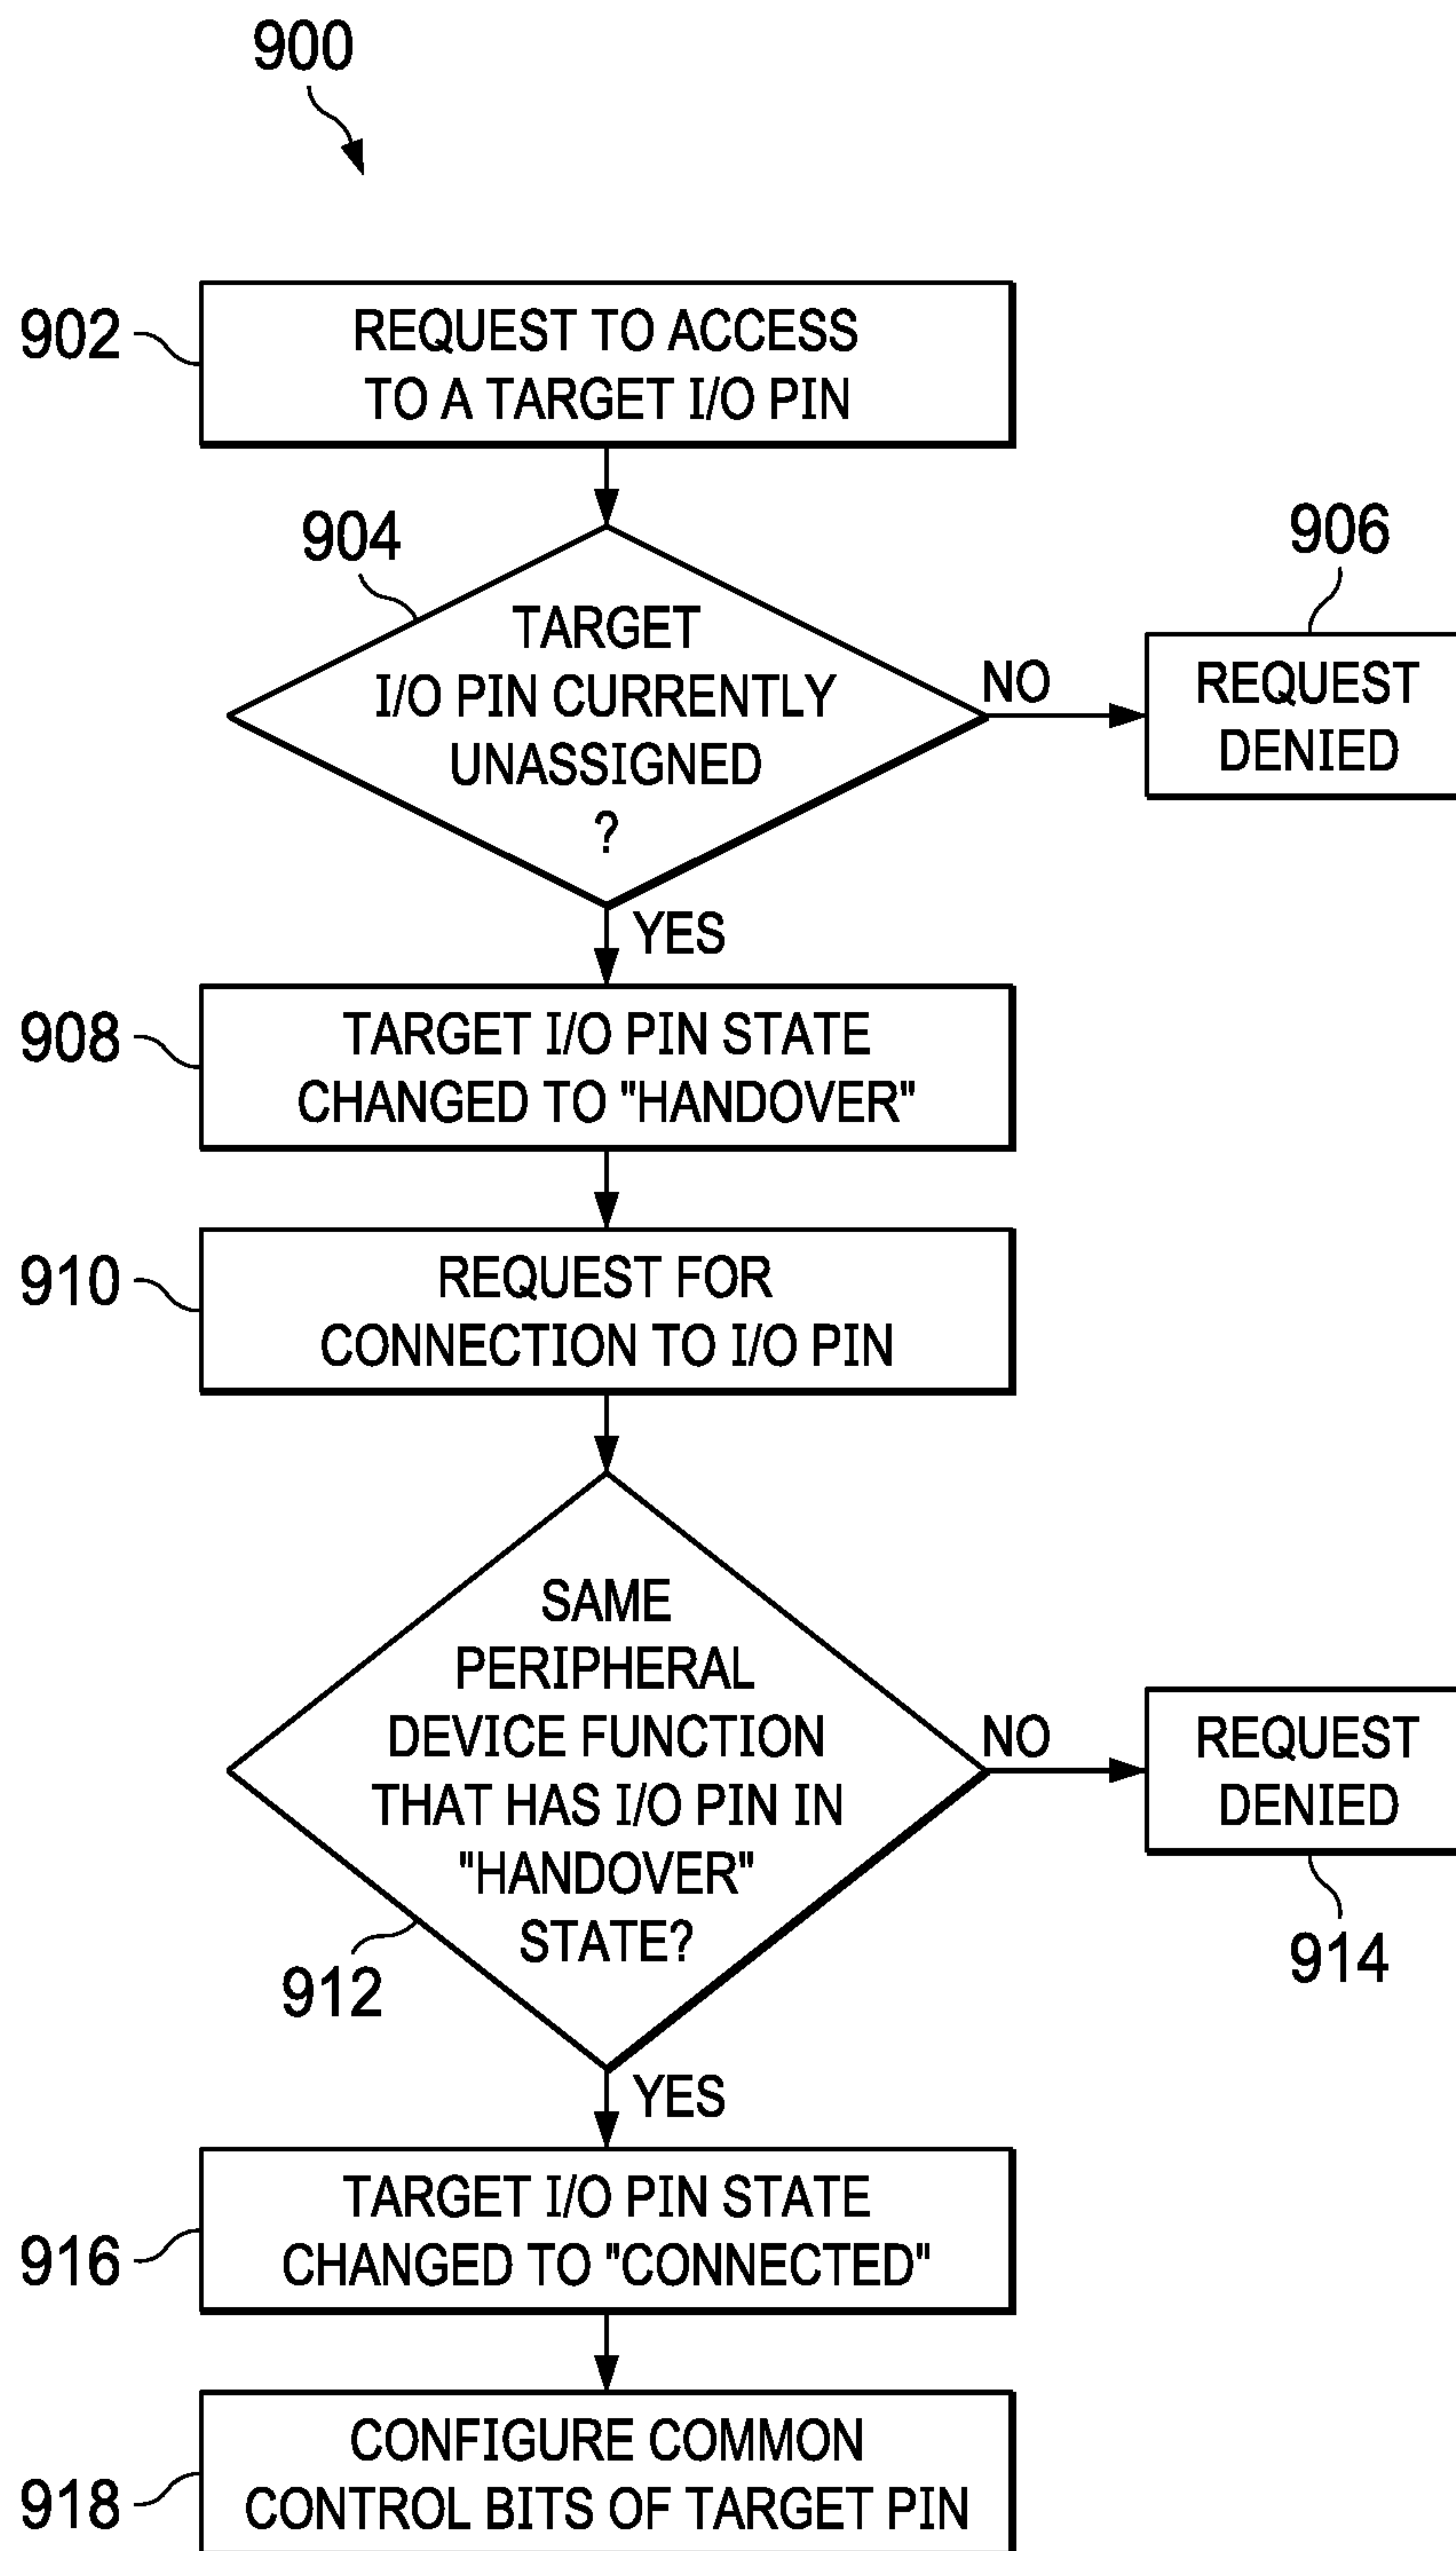 900
902
REQUEST TO ACCESS
TO A TARGET I/O PIN
904
TARGET
I/O PIN CURRENTLY
UNASSIGNED
?
NO
906
REQUEST
DENIED
YES
908
TARGET I/O PIN STATE
CHANGED TO "HANDOVER"
910
REQUEST FOR
CONNECTION TO I/O PIN
SAME
PERIPHERAL
DEVICE FUNCTION
THAT HAS I/O PIN IN
"HANDOVER"
STATE?
912
NO
REQUEST
DENIED
914
YES
916
TARGET I/O PIN STATE
CHANGED TO "CONNECTED"
918
CONFIGURE COMMON
CONTROL BITS OF TARGET PIN